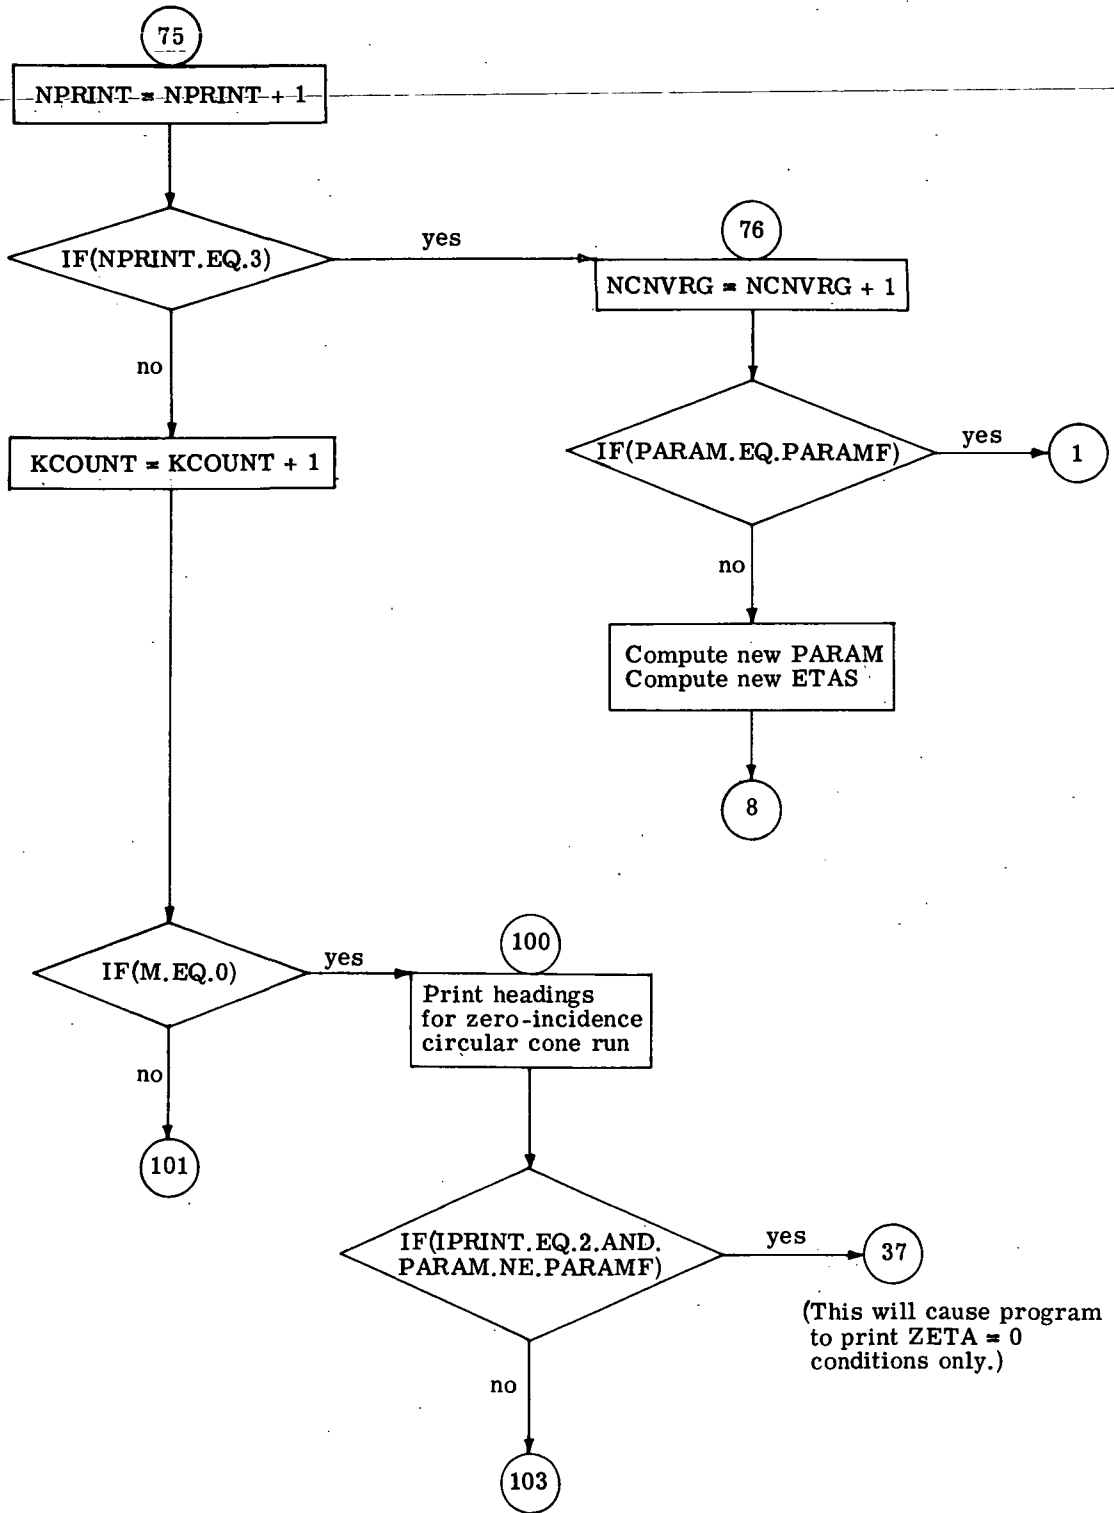 75
NPRINT = NPRINT + 1
IF(NPRINT.EQ.3)
yes
76
NCNVRG = NCNVRG + 1
no
IF(PARAM.EQ.PARAMF)
yes
1
KCOUNT = KCOUNT + 1
no
Compute new PARAM
Compute new ETAS
8
IF(M.EQ.0)
yes
100
Print headings
for zero-incidence
circular cone run
no
101
IF(IPRINT.EQ.2.AND.
PARAM.NE.PARAMF)
yes
37
(This will cause program
to print ZETA = 0
conditions only.)
no
103